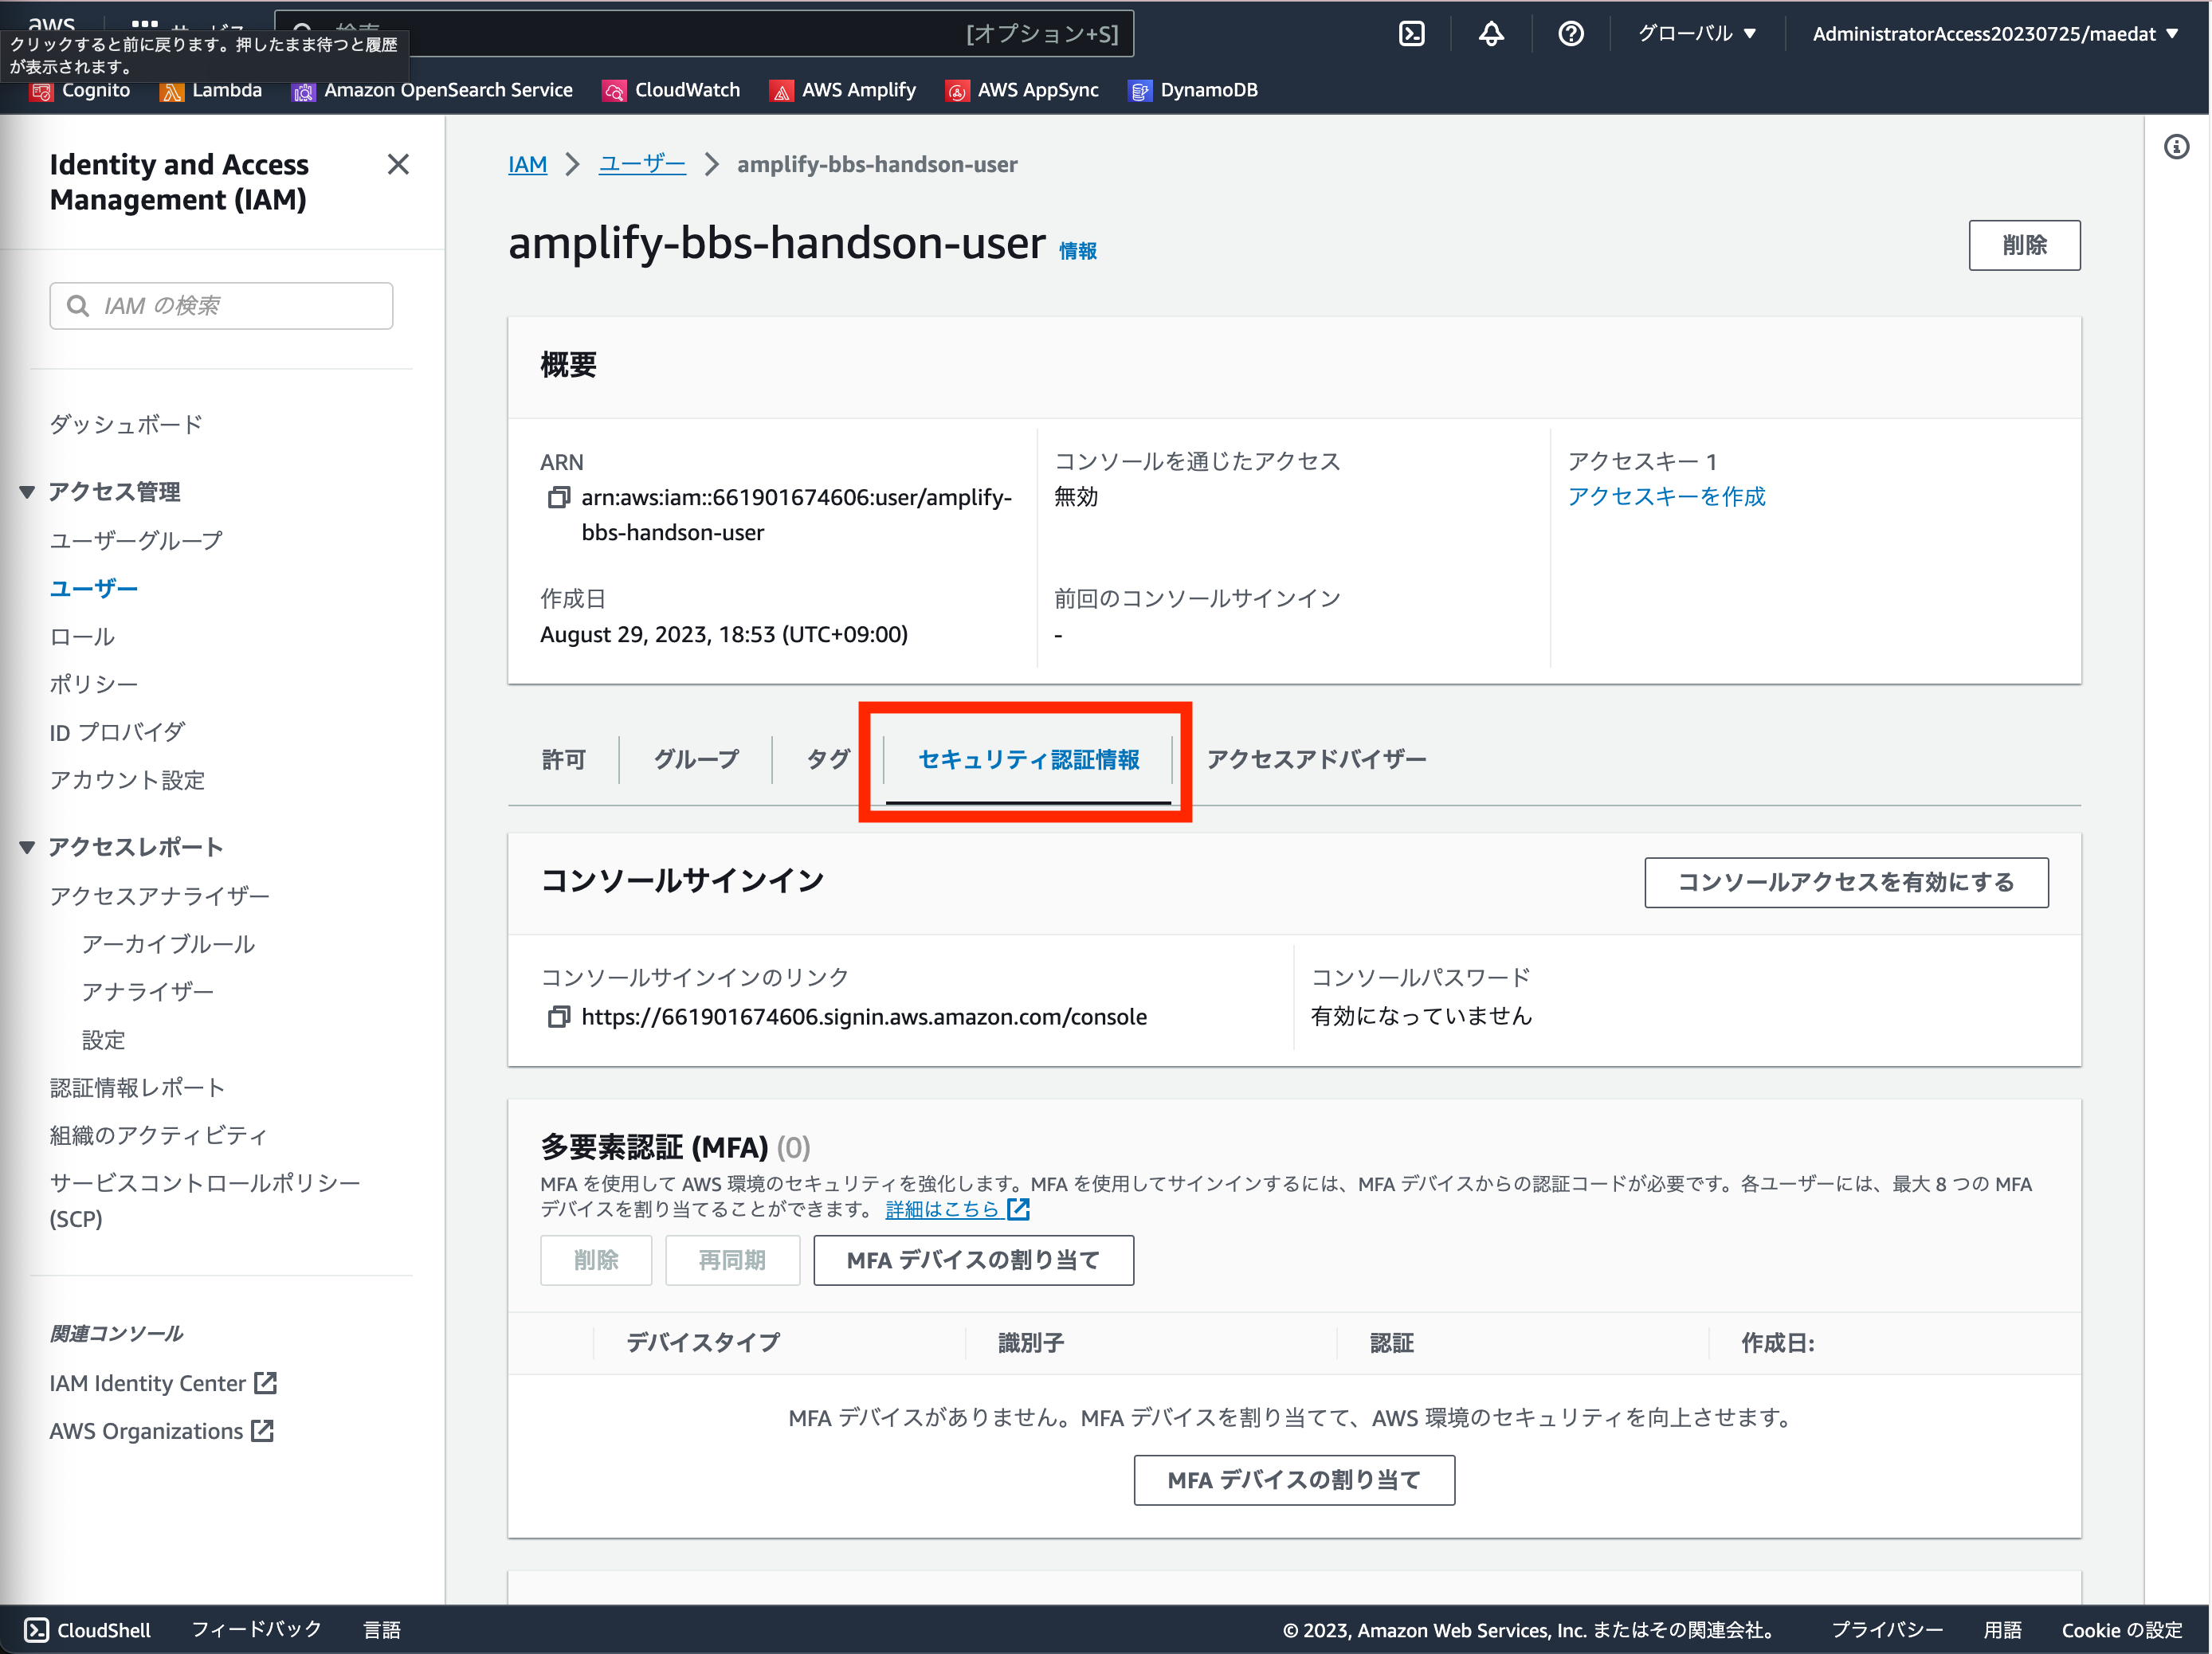 aws
サービス
検索
[オプション+S]
グローバル ▼
AdministratorAccess20230725/maedat ▼
クリックすると前に戻ります。押したまま待つと履歴
が表示されます。
Cognito
Lambda
Amazon OpenSearch Service
CloudWatch
AWS Amplify
AWS AppSync
DynamoDB
Identity and Access
Management (IAM)
IAM の検索
ダッシュボード
アクセス管理
ユーザーグループ
ユーザー
ロール
ポリシー
ID プロバイダ
アカウント設定
アクセスレポート
アクセスアナライザー
アーカイブルール
アナライザー
設定
認証情報レポート
組織のアクティビティ
サービスコントロールポリシー
(SCP)
関連コンソール
IAM Identity Center
AWS Organizations
IAM > ユーザー > amplify-bbs-handson-user
amplify-bbs-handson-user 情報
削除
概要
ARN
arn:aws:iam::661901674606:user/amplify-
bbs-handson-user
コンソールを通じたアクセス
無効
アクセスキー 1
アクセスキーを作成
作成日
August 29, 2023, 18:53 (UTC+09:00)
前回のコンソールサインイン
-
許可
グループ
タグ
セキュリティ認証情報
アクセスアドバイザー
コンソールサインイン
コンソールアクセスを有効にする
コンソールサインインのリンク
https://661901674606.signin.aws.amazon.com/console
コンソールパスワード
有効になっていません
多要素認証 (MFA) (0)
MFA を使用して AWS 環境のセキュリティを強化します。MFA を使用してサインインするには、MFA デバイスからの認証コードが必要です。各ユーザーには、最大 8 つの MFA
デバイスを割り当てることができます。 詳細はこちら
削除
再同期
MFA デバイスの割り当て
デバイスタイプ
識別子
認証
作成日:
MFA デバイスがありません。MFA デバイスを割り当てて、AWS 環境のセキュリティを向上させます。
MFA デバイスの割り当て
CloudShell
フィードバック
言語
© 2023, Amazon Web Services, Inc. またはその関連会社。
プライバシー
用語
Cookie の設定